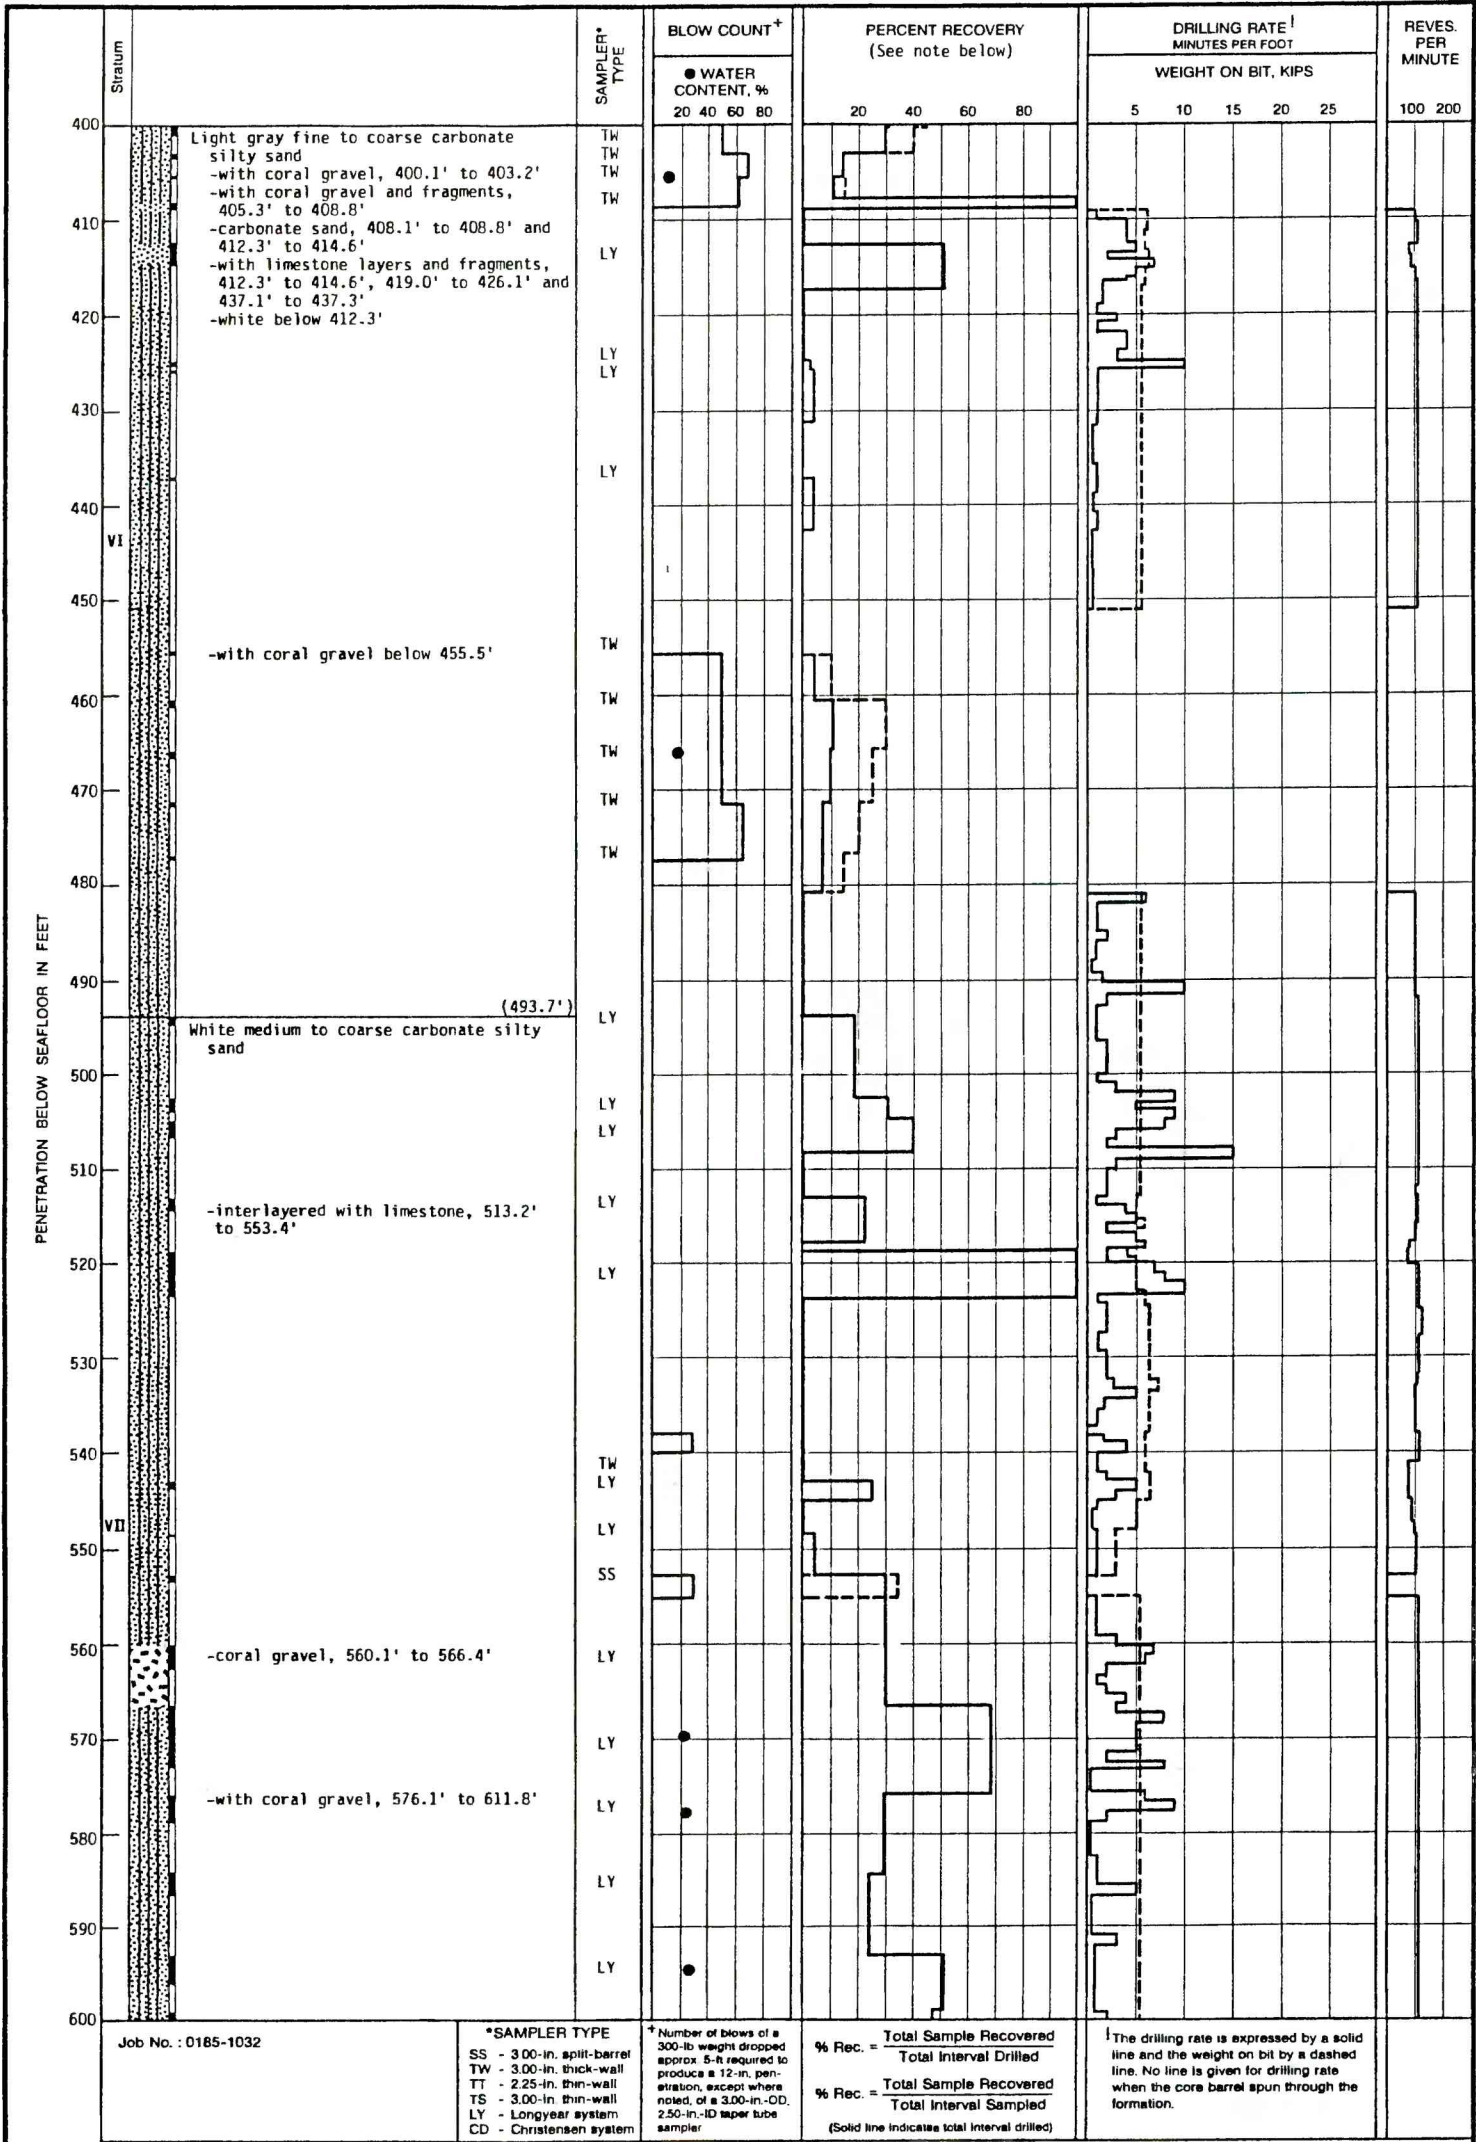 Stratum
SAMPLER*
TYPE
BLOW COUNT+
● WATER
CONTENT, %
20 40 60 80
PERCENT RECOVERY
(See note below)
20 40 60 80
DRILLING RATE!
MINUTES PER FOOT
WEIGHT ON BIT, KIPS
5 10 15 20 25
REVES.
PER
MINUTE
100 200
PENETRATION BELOW SEAFLOOR IN FEET
400
410
420
430
440
450
460
470
480
490
500
510
520
530
540
550
560
570
580
590
600
VI
VII
Light gray fine to coarse carbonate
silty sand
-with coral gravel, 400.1' to 403.2'
-with coral gravel and fragments,
405.3' to 408.8'
-carbonate sand, 408.1' to 408.8' and
412.3' to 414.6'
-with limestone layers and fragments,
412.3' to 414.6', 419.0' to 426.1' and
437.1' to 437.3'
-white below 412.3'
-with coral gravel below 455.5'
(493.7')
White medium to coarse carbonate silty
sand
-interlayered with limestone, 513.2'
to 553.4'
-coral gravel, 560.1' to 566.4'
-with coral gravel, 576.1' to 611.8'
TW
TW
TW
TW
LY
LY
LY
LY
TW
TW
TW
TW
TW
LY
LY
LY
LY
LY
TW
LY
LY
SS
LY
LY
LY
LY
LY
Job No. : 0185-1032
*SAMPLER TYPE
SS - 3.00-in. split-barrel
TW - 3.00-in. thick-wall
TT - 2.25-in. thin-wall
TS - 3.00-in. thin-wall
LY - Longyear system
CD - Christensen system
+ Number of blows of a
300-lb weight dropped
approx. 5-ft required to
produce a 12-in. pen-
etration, except where
noted, of a 3.00-in.-OD,
2.50-in.-ID taper tube
sampler
% Rec. = Total Sample Recovered
Total Interval Drilled
% Rec. = Total Sample Recovered
Total Interval Sampled
(Solid line indicates total interval drilled)
! The drilling rate is expressed by a solid
line and the weight on bit by a dashed
line. No line is given for drilling rate
when the core barrel spun through the
formation.